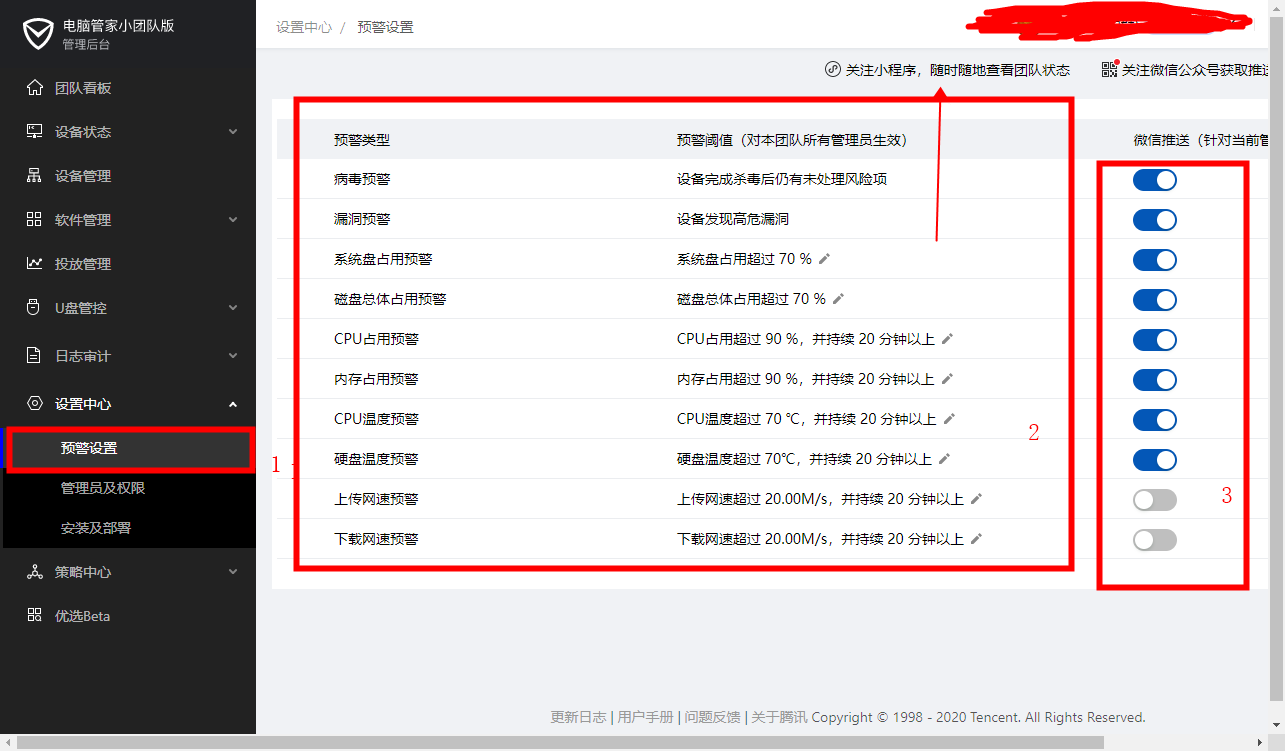 电脑管家小团队版
管理后台
团队看板
设备状态
设备管理
软件管理
投放管理
U盘管控
日志审计
设置中心
预警设置
管理员及权限
安装及部署
策略中心
优选Beta
设置中心 / 预警设置
关注小程序，随时随地查看团队状态 关注微信公众号获取推送
预警类型 预警阈值（对本团队所有管理员生效） 微信推送（针对当前管
病毒预警 设备完成杀毒后仍有未处理风险项
漏洞预警 设备发现高危漏洞
系统盘占用预警 系统盘占用超过 70 %
磁盘总体占用预警 磁盘总体占用超过 70 %
CPU占用预警 CPU占用超过 90 %，并持续 20 分钟以上
内存占用预警 内存占用超过 90 %，并持续 20 分钟以上
CPU温度预警 CPU温度超过 70 ℃，并持续 20 分钟以上
2
硬盘温度预警 硬盘温度超过 70℃，并持续 20 分钟以上
1
上传网速预警 上传网速超过 20.00M/s，并持续 20 分钟以上
3
下载网速预警 下载网速超过 20.00M/s，并持续 20 分钟以上
更新日志 | 用户手册 | 问题反馈 | 关于腾讯 Copyright © 1998 - 2020 Tencent. All Rights Reserved.